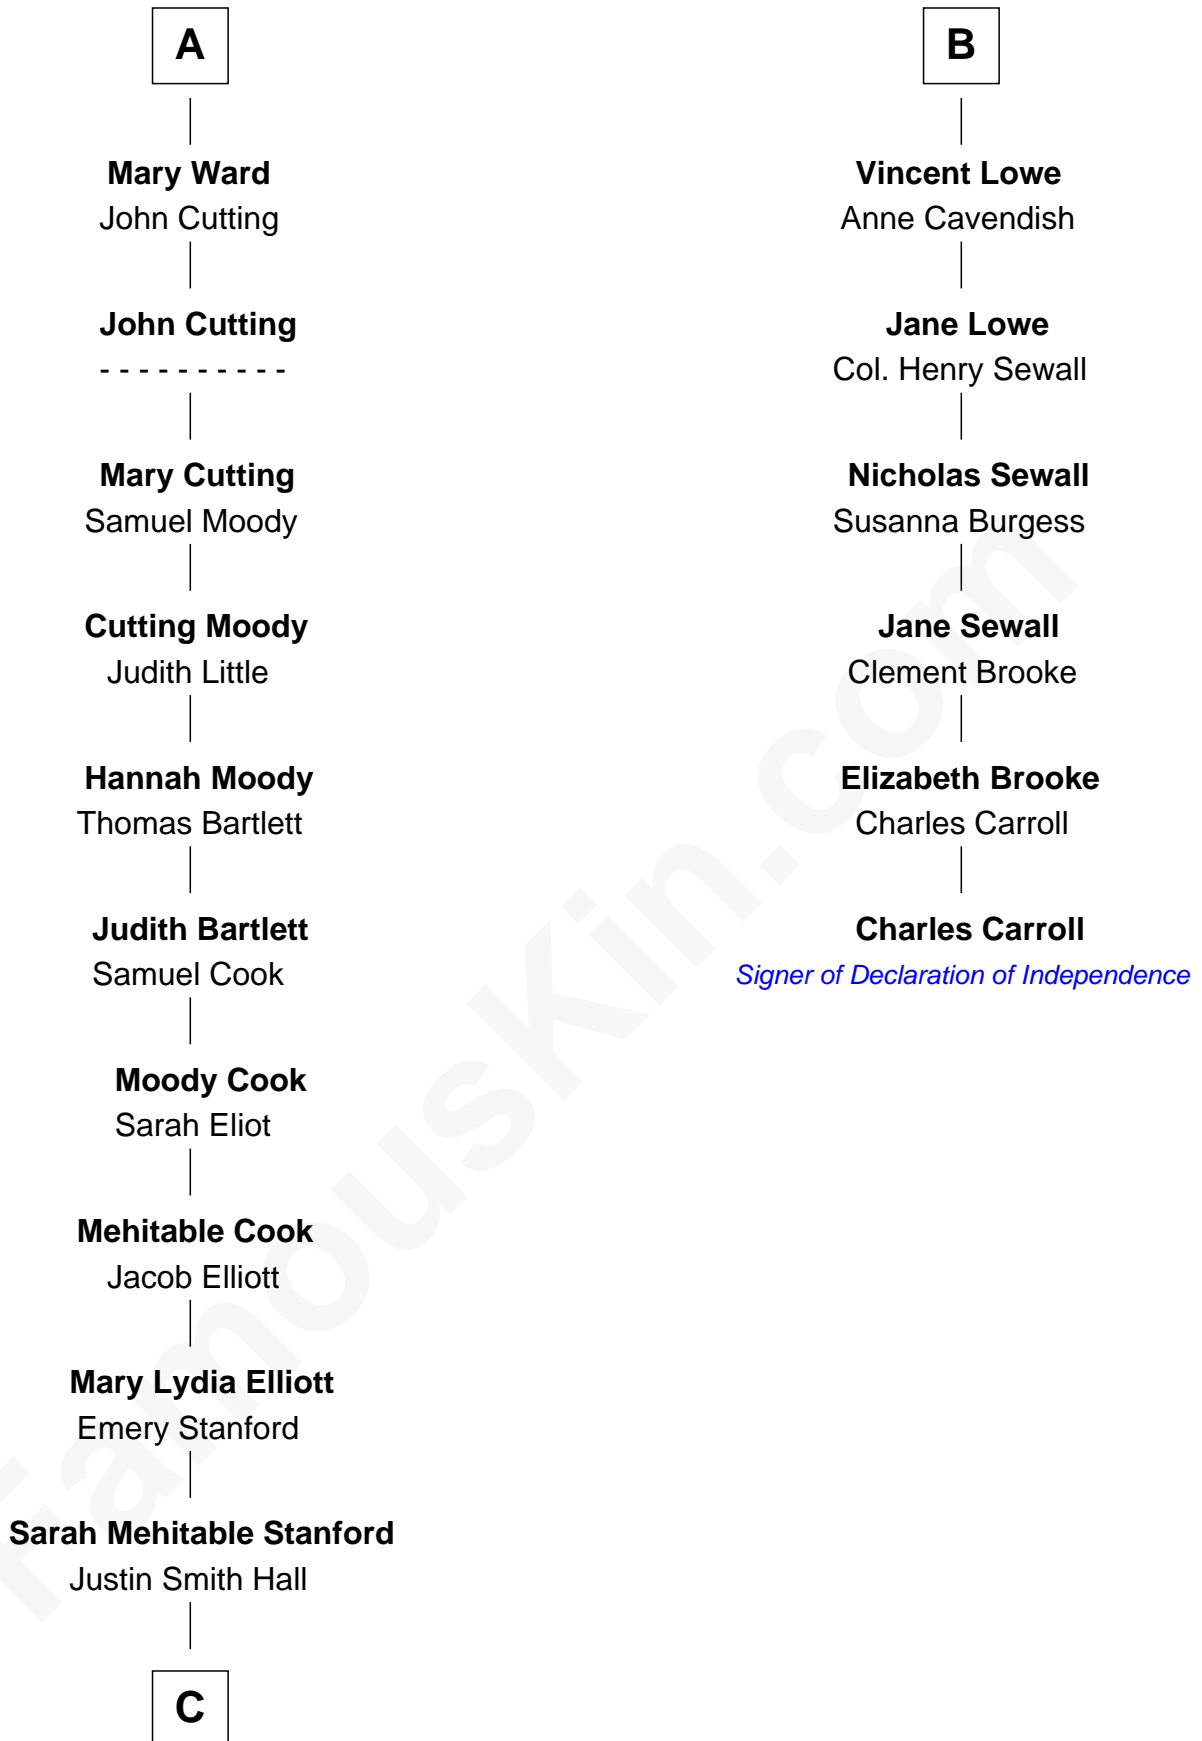 A
Mary Ward
John Cutting
John Cutting
- - - - - - - - - -
Mary Cutting
Samuel Moody
Cutting Moody
Judith Little
Hannah Moody
Thomas Bartlett
Judith Bartlett
Samuel Cook
Moody Cook
Sarah Eliot
Mehitable Cook
Jacob Elliott
Mary Lydia Elliott
Emery Stanford
Sarah Mehitable Stanford
Justin Smith Hall
C
B
Vincent Lowe
Anne Cavendish
Jane Lowe
Col. Henry Sewall
Nicholas Sewall
Susanna Burgess
Jane Sewall
Clement Brooke
Elizabeth Brooke
Charles Carroll
Charles Carroll
Signer of Declaration of Independence
FamousKin.com